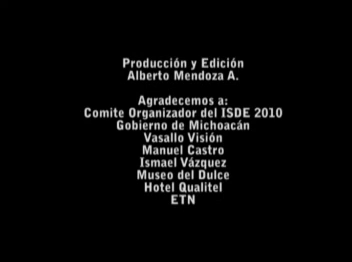 Producción y Edición
Alberto Mendoza A.
Agradecemos a:
Comite Organizador del ISDE 2010
Gobierno de Michoacán
Vasallo Visión
Manuel Castro
Ismael Vázquez
Museo del Dulce
Hotel Qualitel
ETN